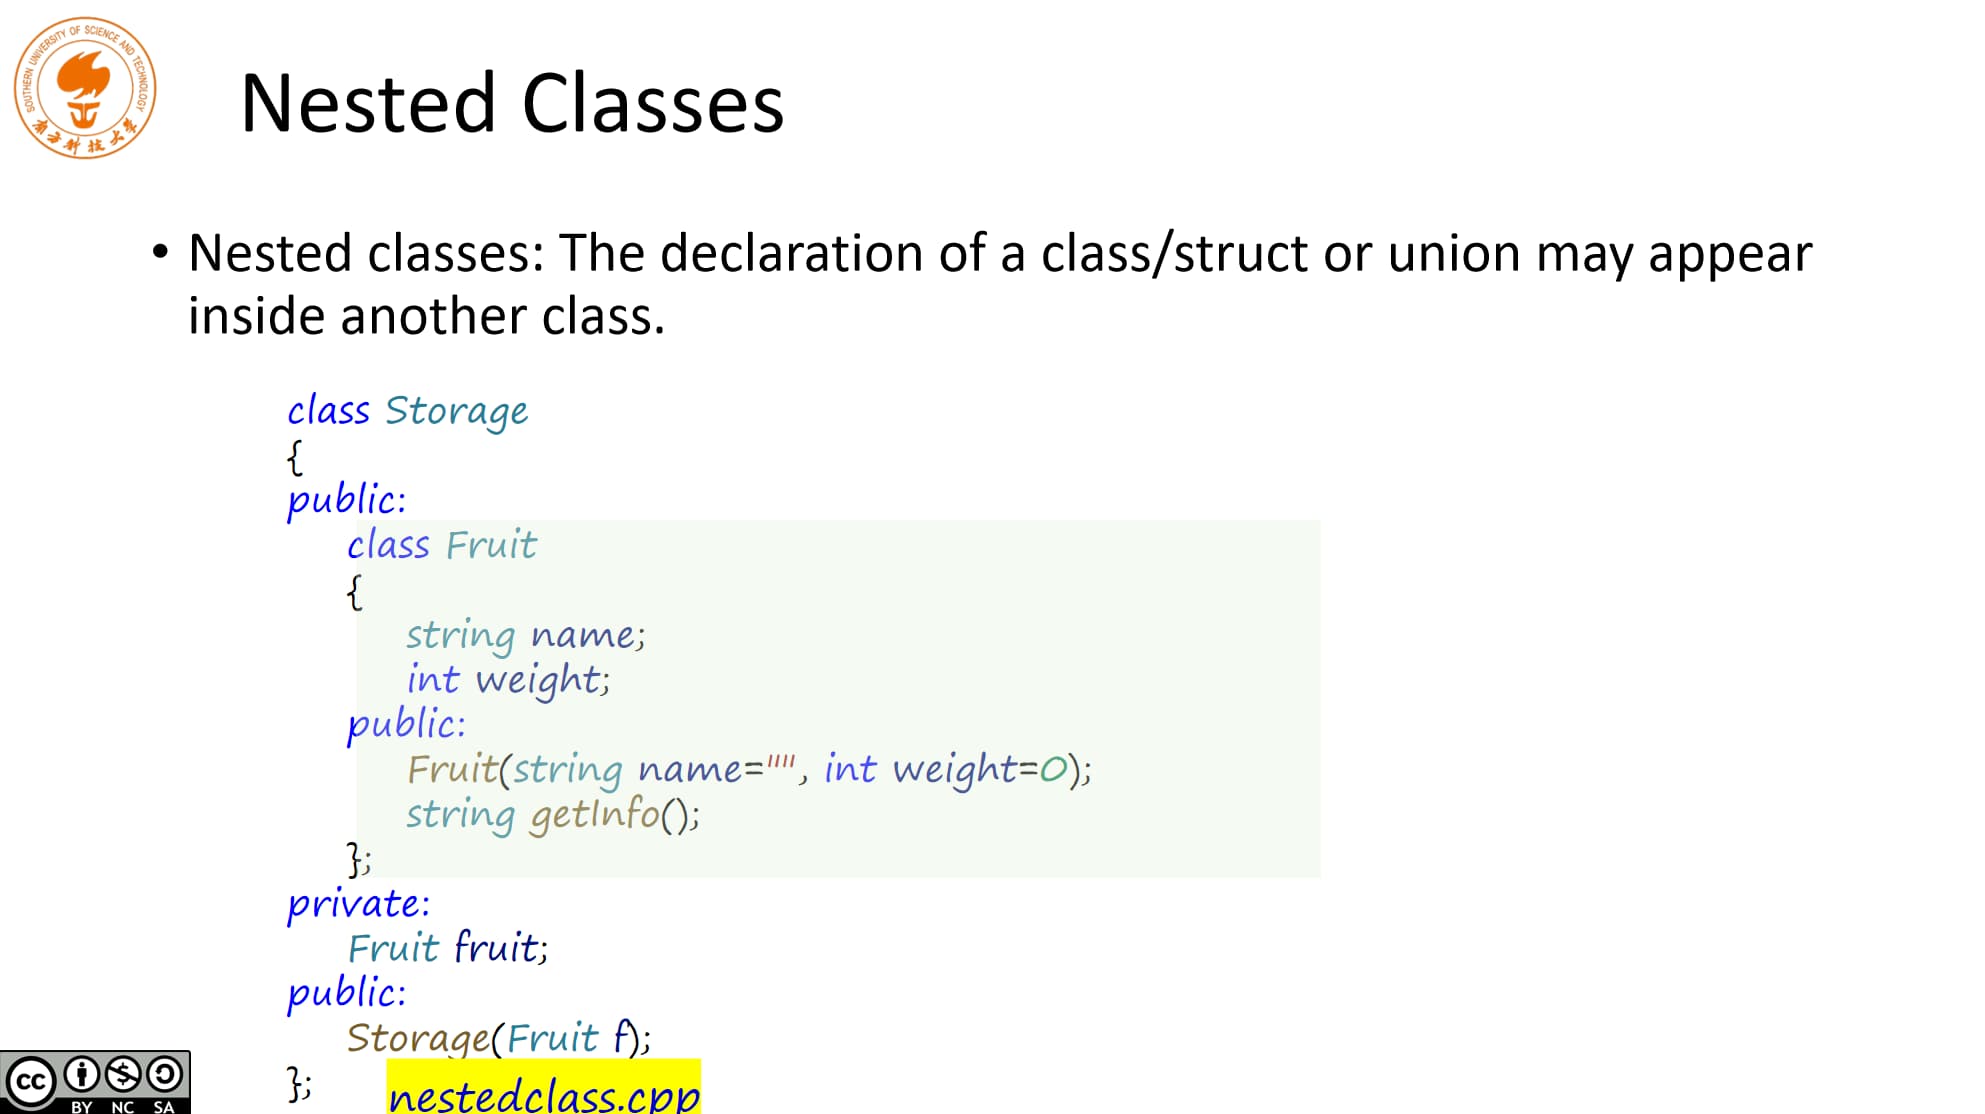 SOUTHERN UNIVERSITY OF SCIENCE AND TECHNOLOGY
南方科技大学
Nested Classes
• Nested classes: The declaration of a class/struct or union may appear
inside another class.
class Storage
{
public:
class Fruit
{
string name;
int weight;
public:
Fruit(string name="", int weight=0);
string getInfo();
};
private:
Fruit fruit;
public:
Storage(Fruit f);
};
nestedclass.cpp
cc
BY NC SA